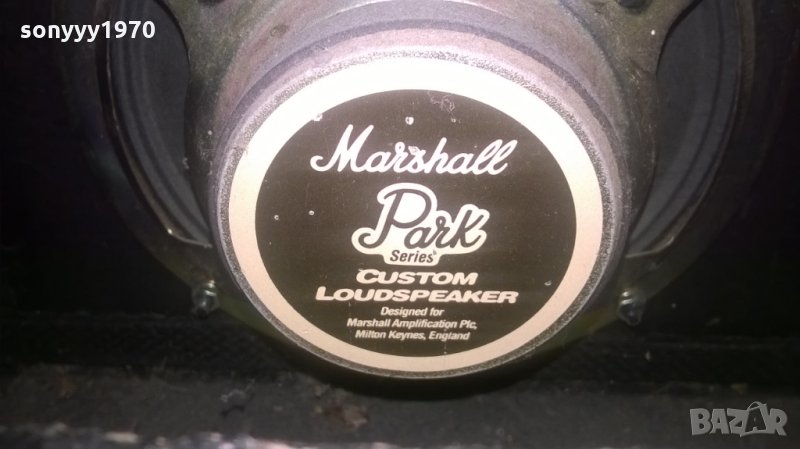 sonyyy1970
Marshall
Park
Series
CUSTOM
LOUDSPEAKER
Designed for
Marshall Amplification Plc,
Milton Keynes, England
BAZAR